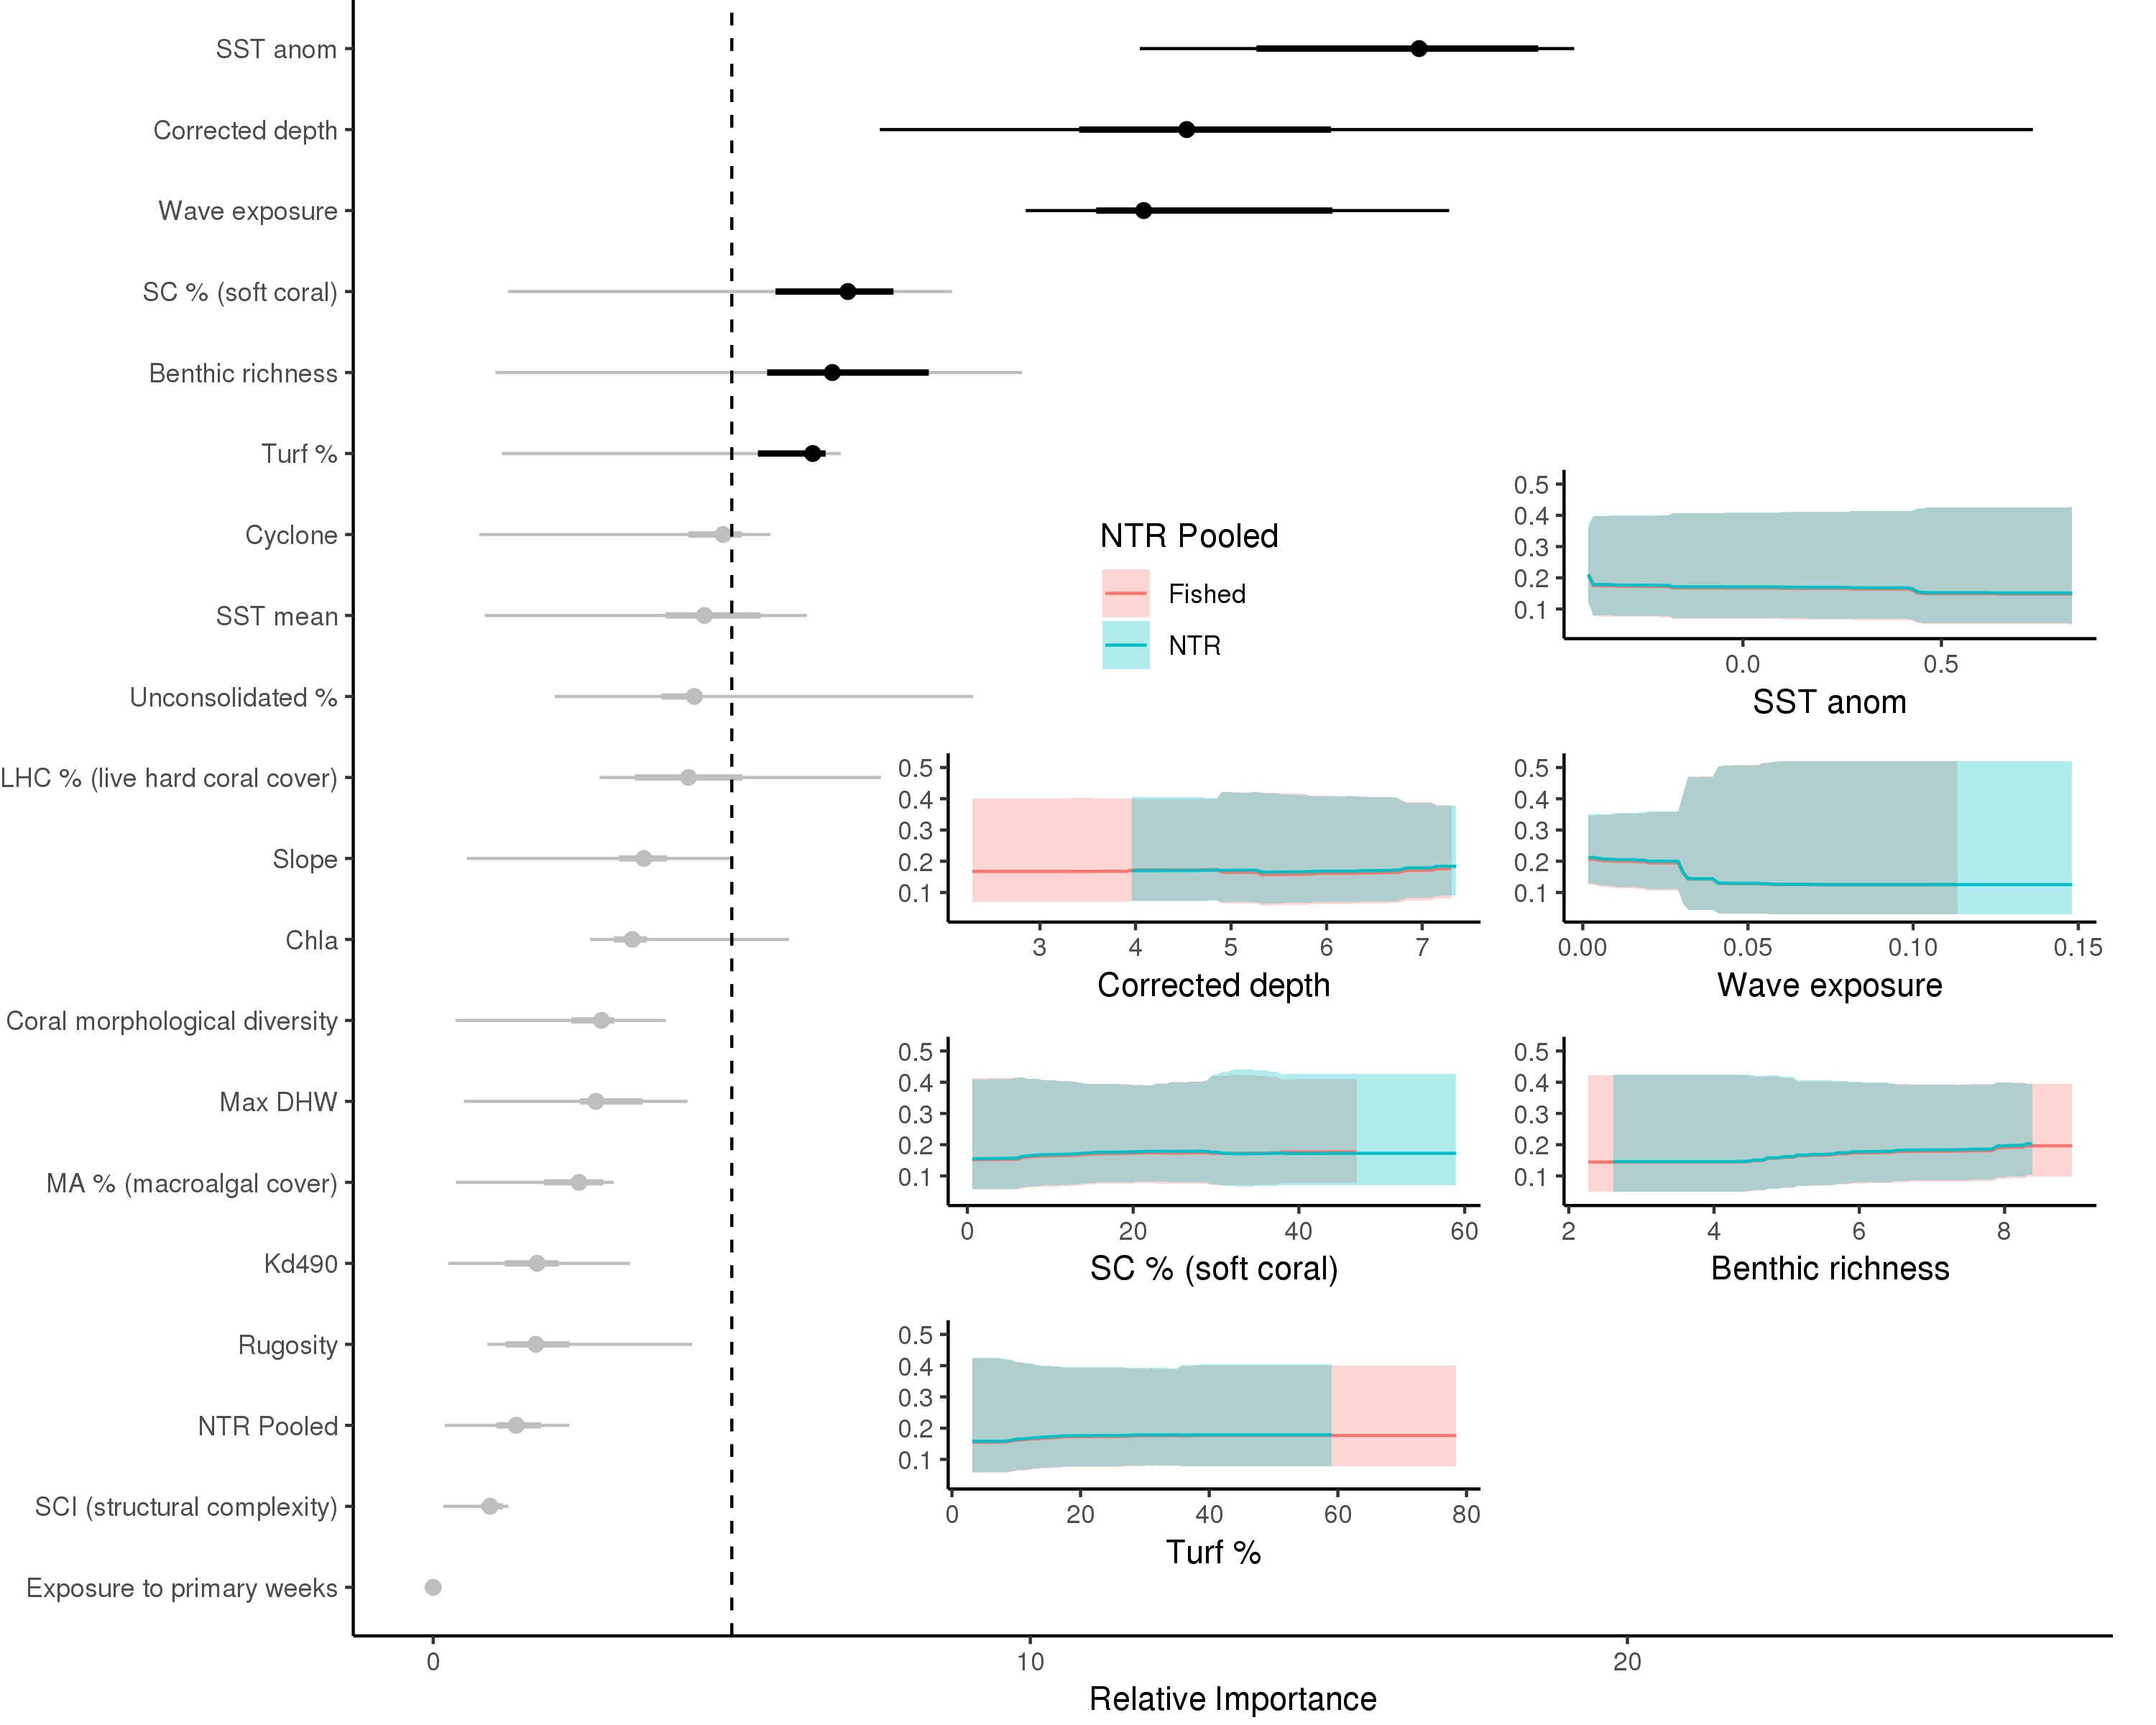 SST anom
Corrected depth
Wave exposure
SC % (soft coral)
Benthic richness
Turf %
Cyclone
SST mean
Unconsolidated %
LHC % (live hard coral cover)
Slope
Chla
Coral morphological diversity
Max DHW
MA % (macroalgal cover)
Kd490
Rugosity
NTR Pooled
SCI (structural complexity)
Exposure to primary weeks
0 10 20
Relative Importance
NTR Pooled
Fished
NTR
0.5
0.4
0.3
0.2
0.1
0.0 0.5
SST anom
0.5
0.4
0.3
0.2
0.1
3 4 5 6 7
Corrected depth
0.5
0.4
0.3
0.2
0.1
0.00 0.05 0.10 0.15
Wave exposure
0.5
0.4
0.3
0.2
0.1
0 20 40 60
SC % (soft coral)
0.5
0.4
0.3
0.2
0.1
2 4 6 8
Benthic richness
0.5
0.4
0.3
0.2
0.1
0 20 40 60 80
Turf %